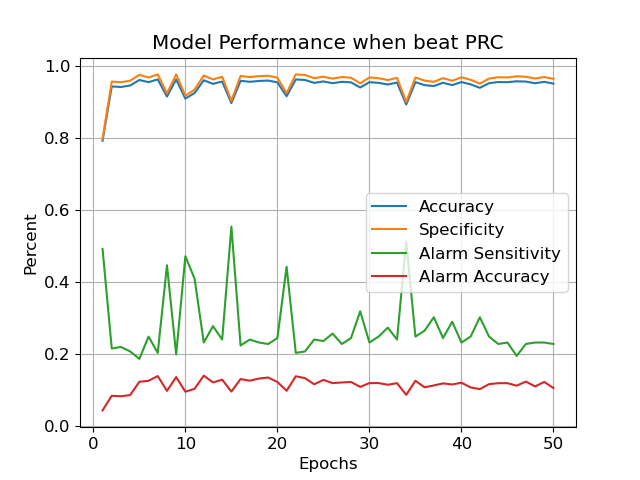 Model Performance when beat PRC
1.0
0.8
0.6
0.4
0.2
0.0
Percent
Accuracy
Specificity
Alarm Sensitivity
Alarm Accuracy
0 10 20 30 40 50
Epochs